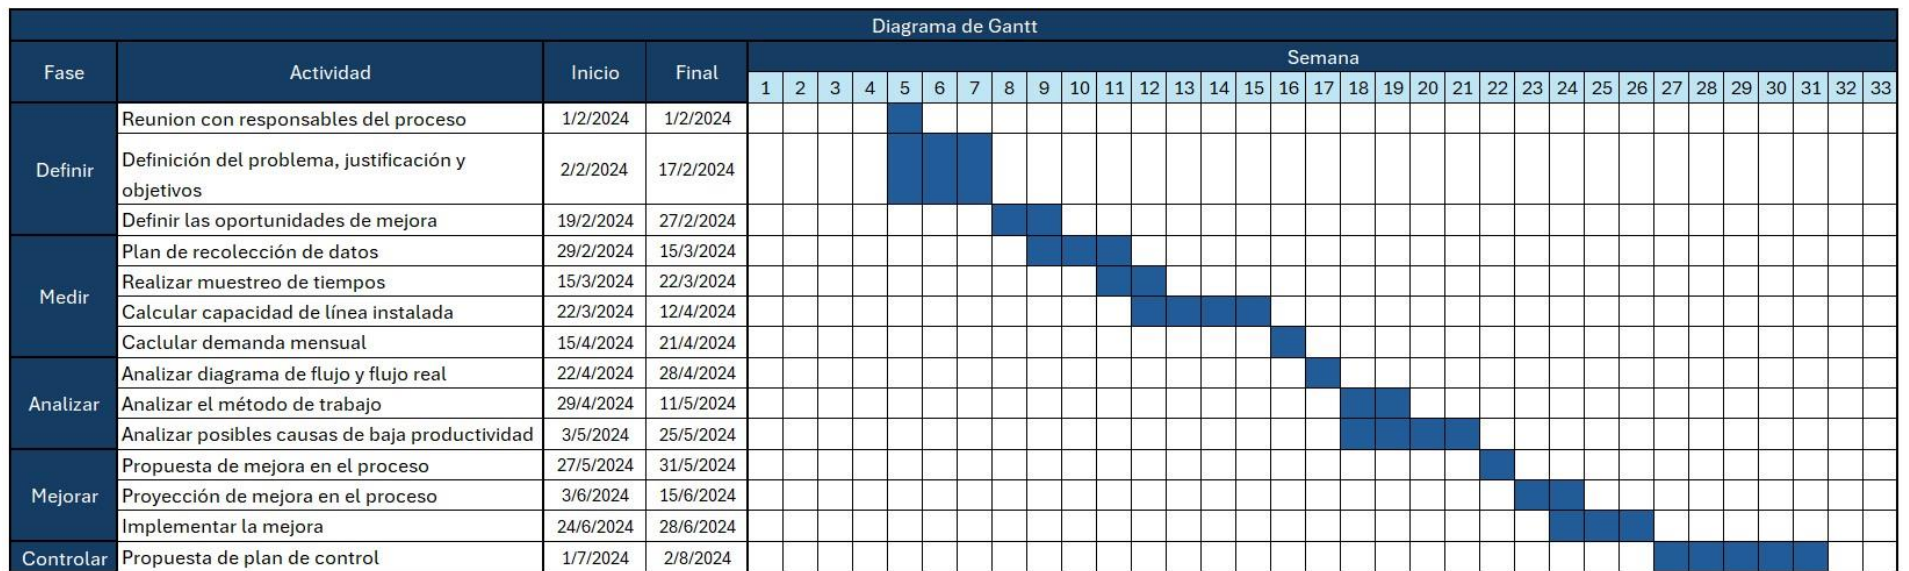 Diagrama de Gantt
Fase Actividad Inicio Final Semana
1 2 3 4 5 6 7 8 9 10 11 12 13 14 15 16 17 18 19 20 21 22 23 24 25 26 27 28 29 30 31 32 33
Definir
Reunion con responsables del proceso 1/2/2024 1/2/2024
Definición del problema, justificación y
objetivos 2/2/2024 17/2/2024
Definir las oportunidades de mejora 19/2/2024 27/2/2024
Medir
Plan de recolección de datos 29/2/2024 15/3/2024
Realizar muestreo de tiempos 15/3/2024 22/3/2024
Calcular capacidad de línea instalada 22/3/2024 12/4/2024
Caclular demanda mensual 15/4/2024 21/4/2024
Analizar
Analizar diagrama de flujo y flujo real 22/4/2024 28/4/2024
Analizar el método de trabajo 29/4/2024 11/5/2024
Analizar posibles causas de baja productividad 3/5/2024 25/5/2024
Mejorar
Propuesta de mejora en el proceso 27/5/2024 31/5/2024
Proyección de mejora en el proceso 3/6/2024 15/6/2024
Implementar la mejora 24/6/2024 28/6/2024
Controlar Propuesta de plan de control 1/7/2024 2/8/2024